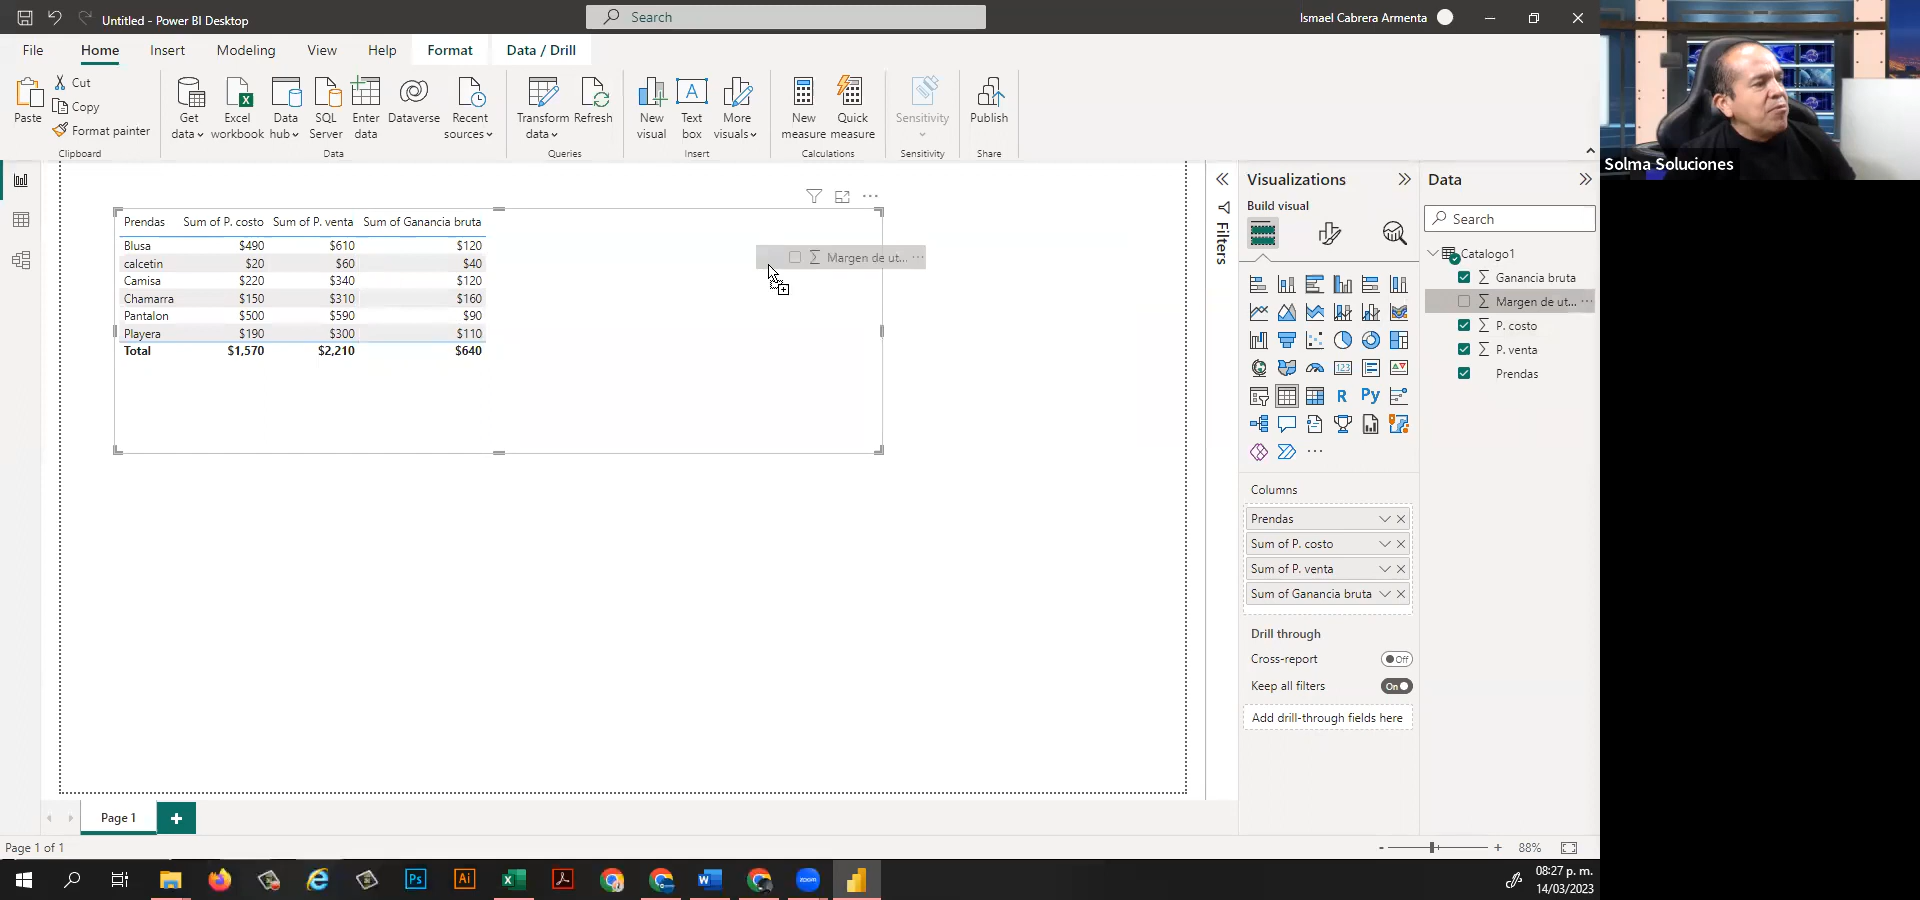 Untitled - Power BI Desktop
Search
Ismael Cabrera Armenta
File Home Insert Modeling View Help Format Data / Drill
Paste
Cut
Copy
Format painter
Clipboard
Get data
Excel workbook
Data hub
SQL Server
Enter data
Dataverse
Recent sources
Data
Transform data
Refresh
Queries
New visual
Text box
More visuals
Insert
New measure
Quick measure
Calculations
Sensitivity
Sensitivity
Publish
Share
Solma Soluciones
Prendas Sum of P. costo Sum of P. venta Sum of Ganancia bruta
Blusa $490 $610 $120
calcetin $20 $60 $40
Camisa $220 $340 $120
Chamarra $150 $310 $160
Pantalon $500 $590 $90
Playera $190 $300 $110
Total $1,570 $2,210 $640
Margen de ut... ...
Filters
Visualizations
Build visual
R Py
123
...
Columns
Prendas
Sum of P. costo
Sum of P. venta
Sum of Ganancia bruta
Drill through
Cross-report Off
Keep all filters On
Add drill-through fields here
Data
Search
Catalogo1
Ganancia bruta
Margen de ut... ...
P. costo
P. venta
Prendas
Page 1
Page 1 of 1
- + 88%
Ps
Ai
zoom
08:27 p. m.
14/03/2023